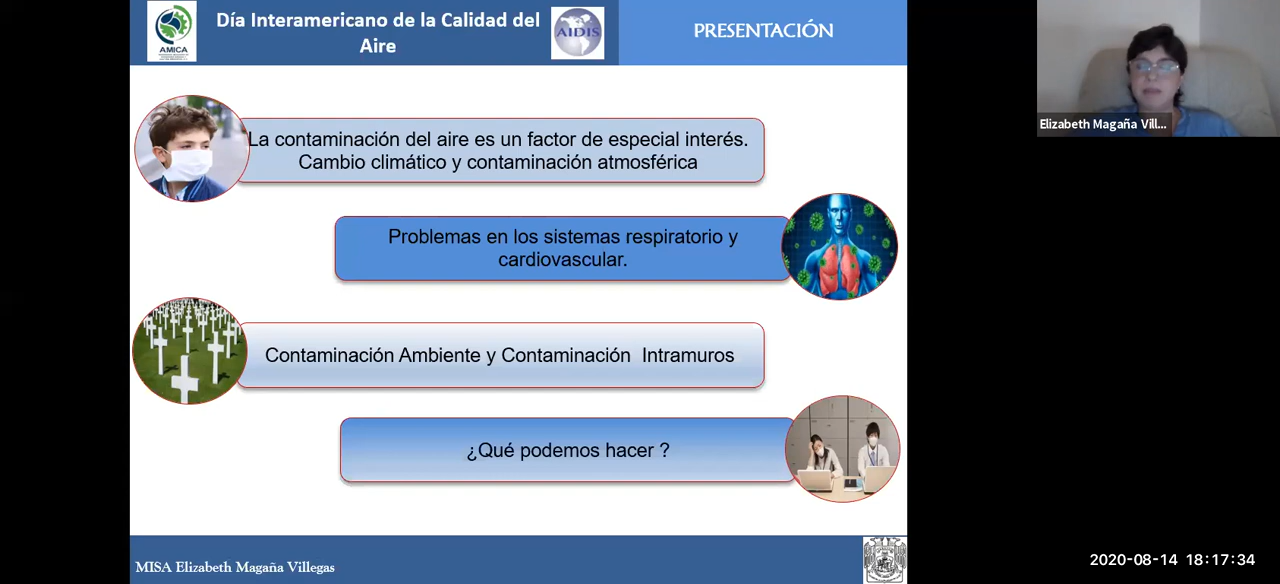 AMICA
Día Interamericano de la Calidad del
Aire
AIDIS
PRESENTACIÓN
Elizabeth Magaña Vill...
La contaminación del aire es un factor de especial interés.
Cambio climático y contaminación atmosférica
Problemas en los sistemas respiratorio y
cardiovascular.
Contaminación Ambiente y Contaminación Intramuros
¿Qué podemos hacer ?
MISA Elizabeth Magaña Villegas
2020-08-14 18:17:34